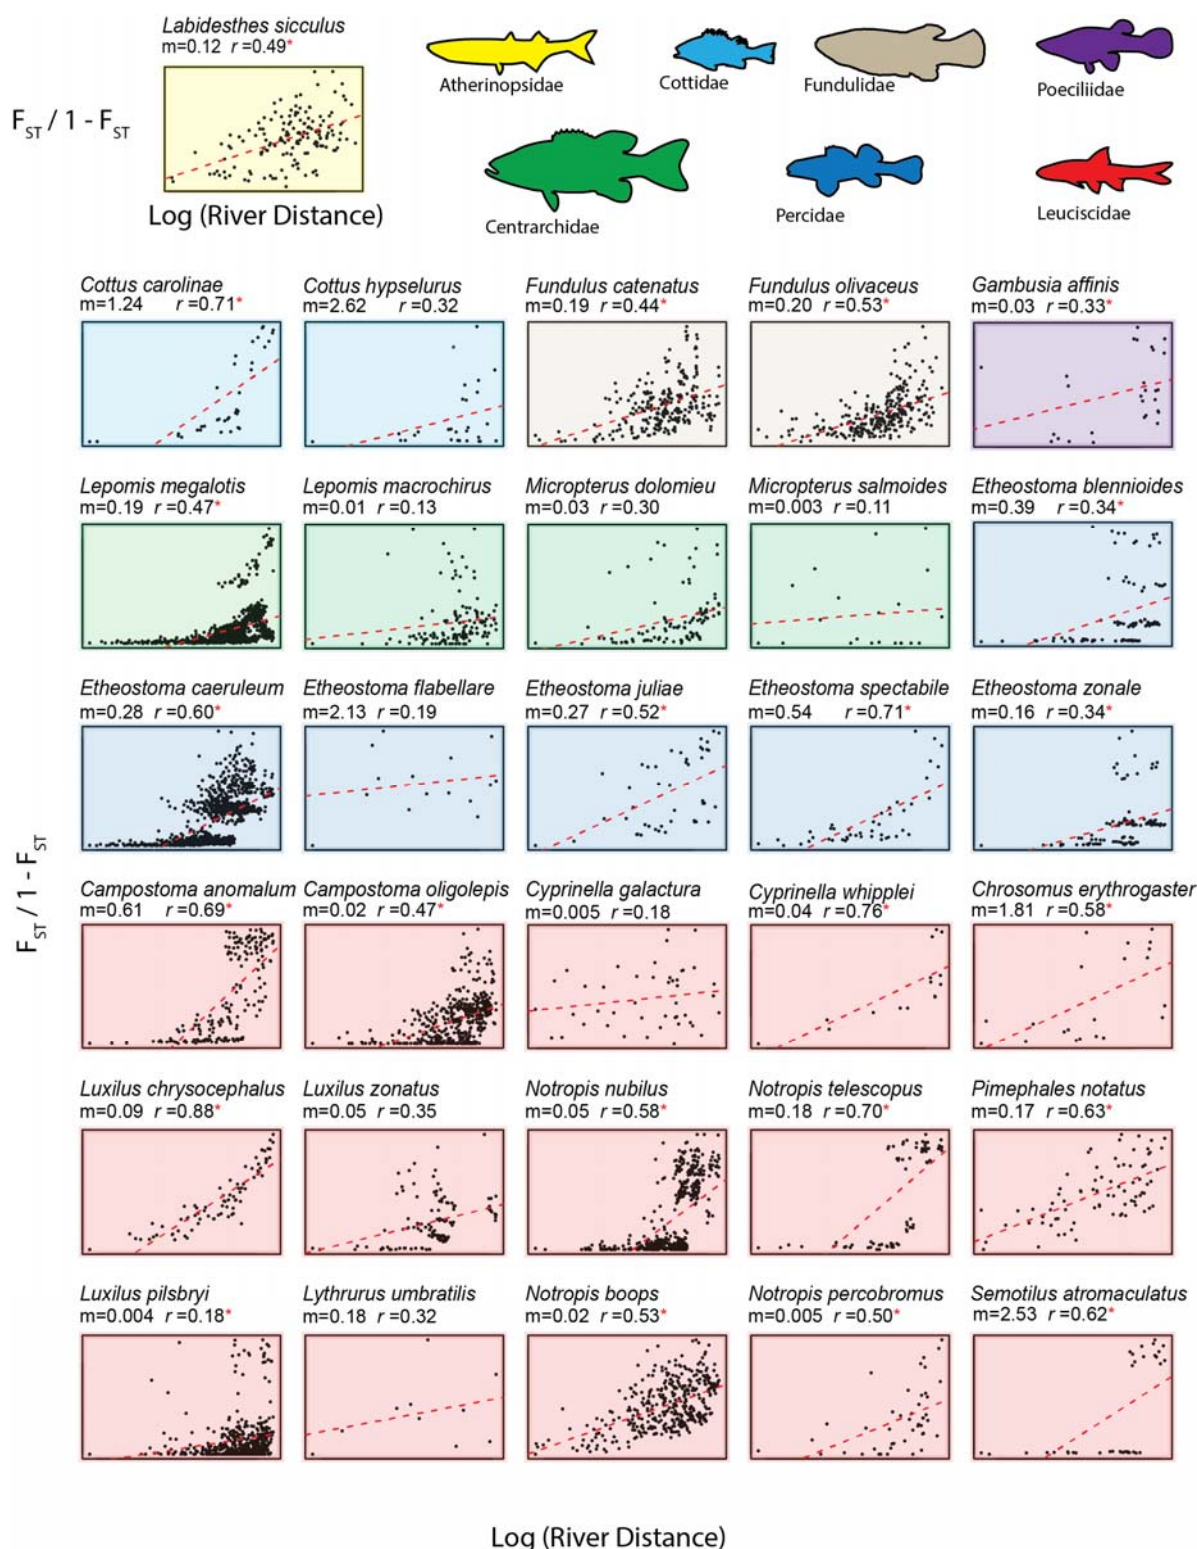 Labidesthes sicculus
m=0.12 r=0.49*
F_ST / 1 - F_ST
Log (River Distance)
Atherinopsidae
Cottidae
Fundulidae
Poeciliidae
Centrarchidae
Percidae
Leuciscidae
Cottus carolinae
m=1.24 r=0.71*
Cottus hypselurus
m=2.62 r=0.32
Fundulus catenatus
m=0.19 r=0.44*
Fundulus olivaceus
m=0.20 r=0.53*
Gambusia affinis
m=0.03 r=0.33*
Lepomis megalotis
m=0.19 r=0.47*
Lepomis macrochirus
m=0.01 r=0.13
Micropterus dolomieu
m=0.03 r=0.30
Micropterus salmoides
m=0.003 r=0.11
Etheostoma blennioides
m=0.39 r=0.34*
Etheostoma caeruleum
m=0.28 r=0.60*
Etheostoma flabellare
m=2.13 r=0.19
Etheostoma juliae
m=0.27 r=0.52*
Etheostoma spectabile
m=0.54 r=0.71*
Etheostoma zonale
m=0.16 r=0.34*
F_ST / 1 - F_ST
Campostoma anomalum
m=0.61 r=0.69*
Campostoma oligolepis
m=0.02 r=0.47*
Cyprinella galactura
m=0.005 r=0.18
Cyprinella whipplei
m=0.04 r=0.76*
Chrosomus erythrogaster
m=1.81 r=0.58*
Luxilus chrysocephalus
m=0.09 r=0.88*
Luxilus zonatus
m=0.05 r=0.35
Notropis nubilus
m=0.05 r=0.58*
Notropis telescopus
m=0.18 r=0.70*
Pimephales notatus
m=0.17 r=0.63*
Luxilus pilsbryi
m=0.004 r=0.18*
Lythrurus umbratilis
m=0.18 r=0.32
Notropis boops
m=0.02 r=0.53*
Notropis percobromus
m=0.005 r=0.50*
Semotilus atromaculatus
m=2.53 r=0.62*
Log (River Distance)